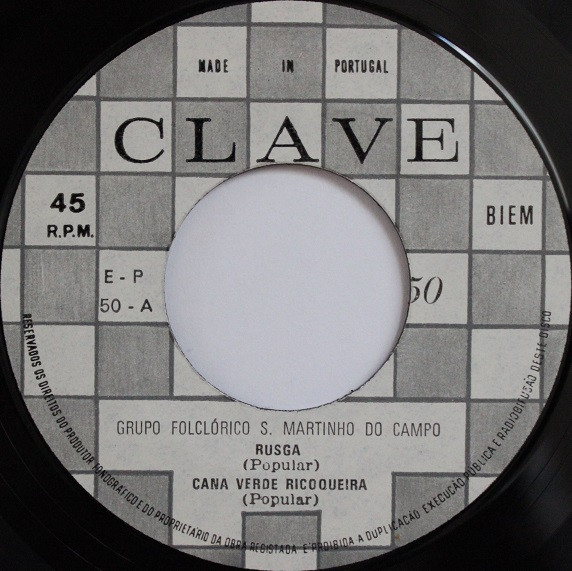 MADE IN PORTUGAL
CLAVE
45
R.P.M.
BIEM
E - P
50 - A
50
GRUPO FOLCLÓRICO S. MARTINHO DO CAMPO
RUSGA
(Popular)
CANA VERDE RICOQUEIRA
(Popular)
RESERVADOS OS DIREITOS DO PRODUTOR FONOGRÁFICO E DO PROPRIETÁRIO DA OBRA REGISTADA E PROIBIDA A DUPLICAÇÃO EXECUÇÃO PÚBLICA E RADIODIFUSÃO DESTE DISCO